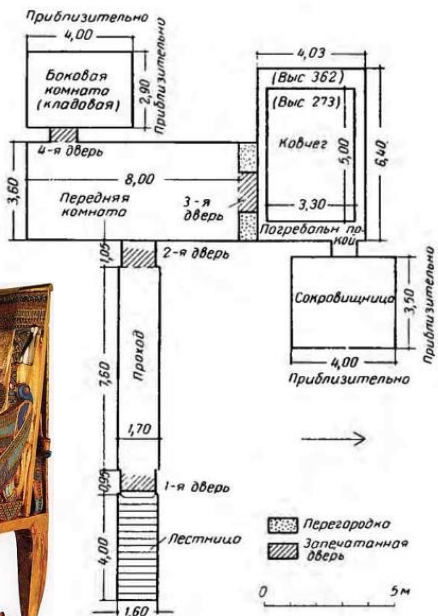 Приблизительно
4,00
Боковая
комната
(кладовая)
2,90
Приблизительно
4-я дверь
4,03
(Выс 362)
(Выс 273)
Ковчег
5,00
6,40
3,30
3,60
8,00
Передняя
комната
3-я
дверь
Погребальн по-
кой
1,05
2-я дверь
Сокровищница
3,50
Приблизительно
4,00
Приблизительно
Проход
7,60
1,70
0,95
1-я дверь
4,00
Лестница
1,60
Перегородка
Запечатанная
дверь
0
5м